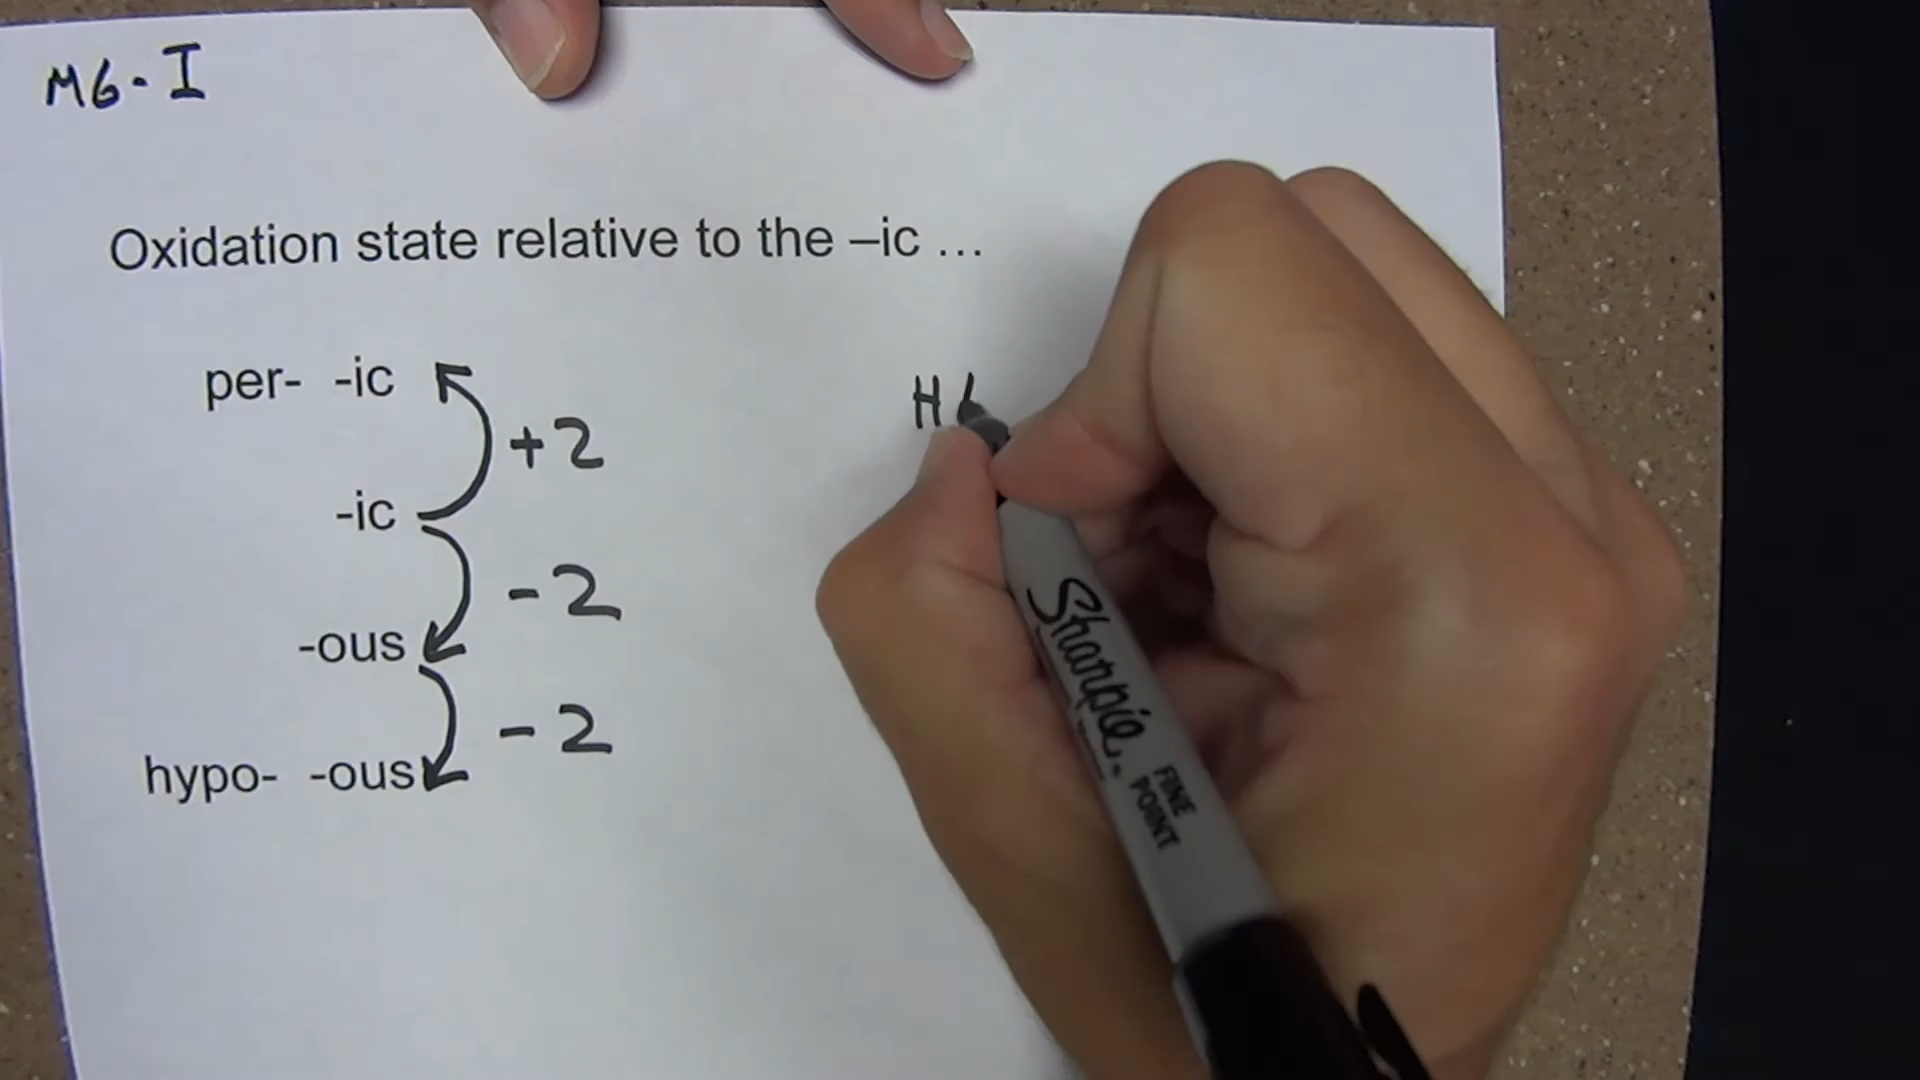 M6-I
Oxidation state relative to the –ic ...
per- -ic
+2
-ic
-2
-ous
-2
hypo- -ous
H
Sharpie.
FINE
POINT